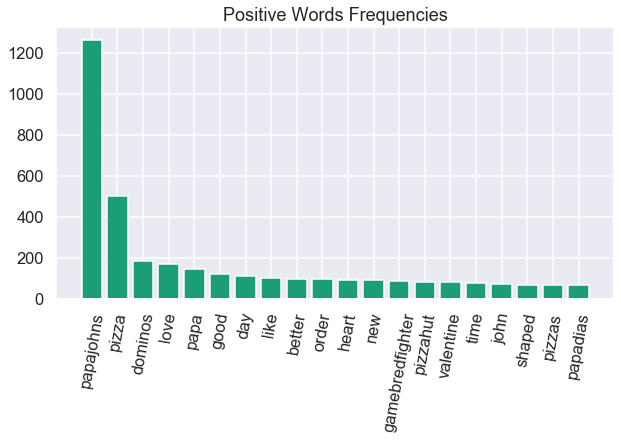 Positive Words Frequencies
1200
1000
800
600
400
200
0
papajohns
pizza
dominos
love
papa
good
day
like
better
order
heart
new
gamebredfighter
pizzahut
valentine
time
john
shaped
pizzas
papadias